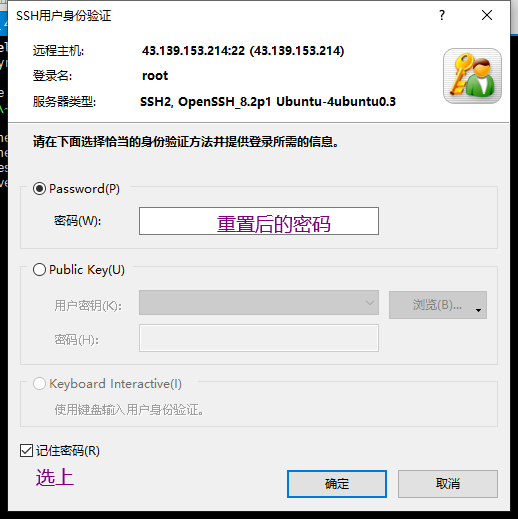 SSH用户身份验证
远程主机: 43.139.153.214:22 (43.139.153.214)
登录名: root
服务器类型: SSH2, OpenSSH_8.2p1 Ubuntu-4ubuntu0.3
请在下面选择恰当的身份验证方法并提供登录所需的信息。
Password(P)
密码(W): 重置后的密码
Public Key(U)
用户密钥(K): 浏览(B)...
密码(H):
Keyboard Interactive(I)
使用键盘输入用户身份验证。
记住密码(R)
选上
确定 取消